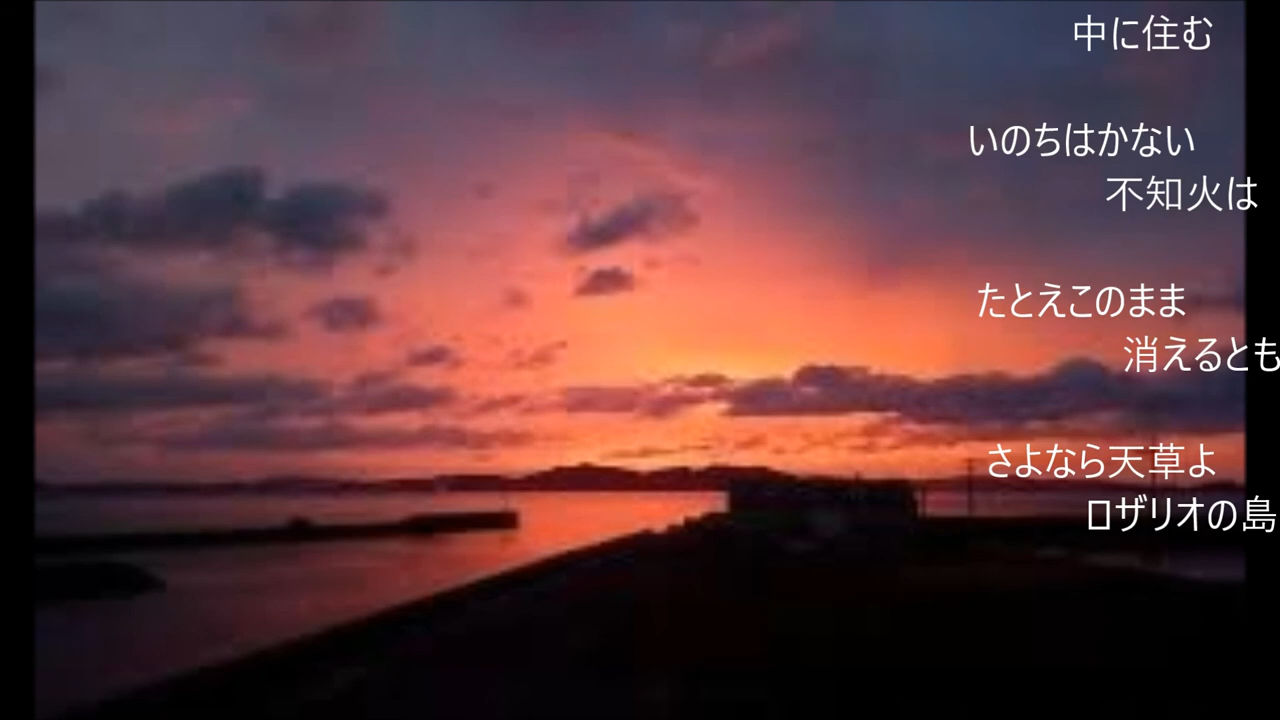 中に住む
いのちはかない
不知火は
たとえこのまま
消えるとも
さよなら天草よ
ロザリオの島